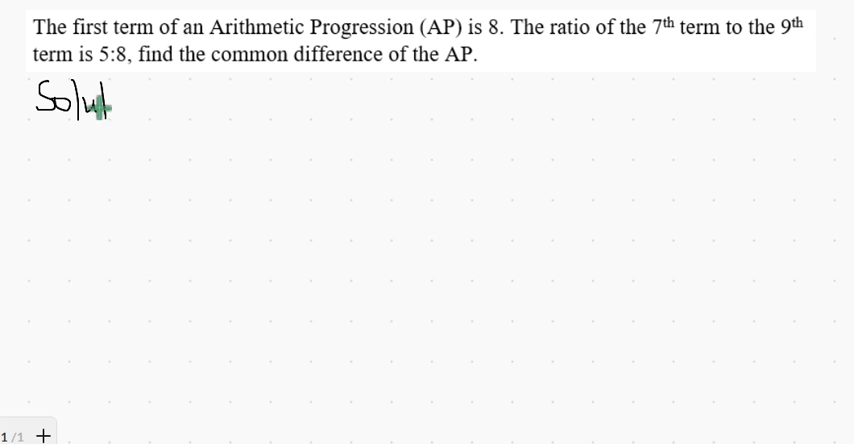 The first term of an Arithmetic Progression (AP) is 8. The ratio of the 7th term to the 9th
term is 5:8, find the common difference of the AP.
Solut
1/1 +